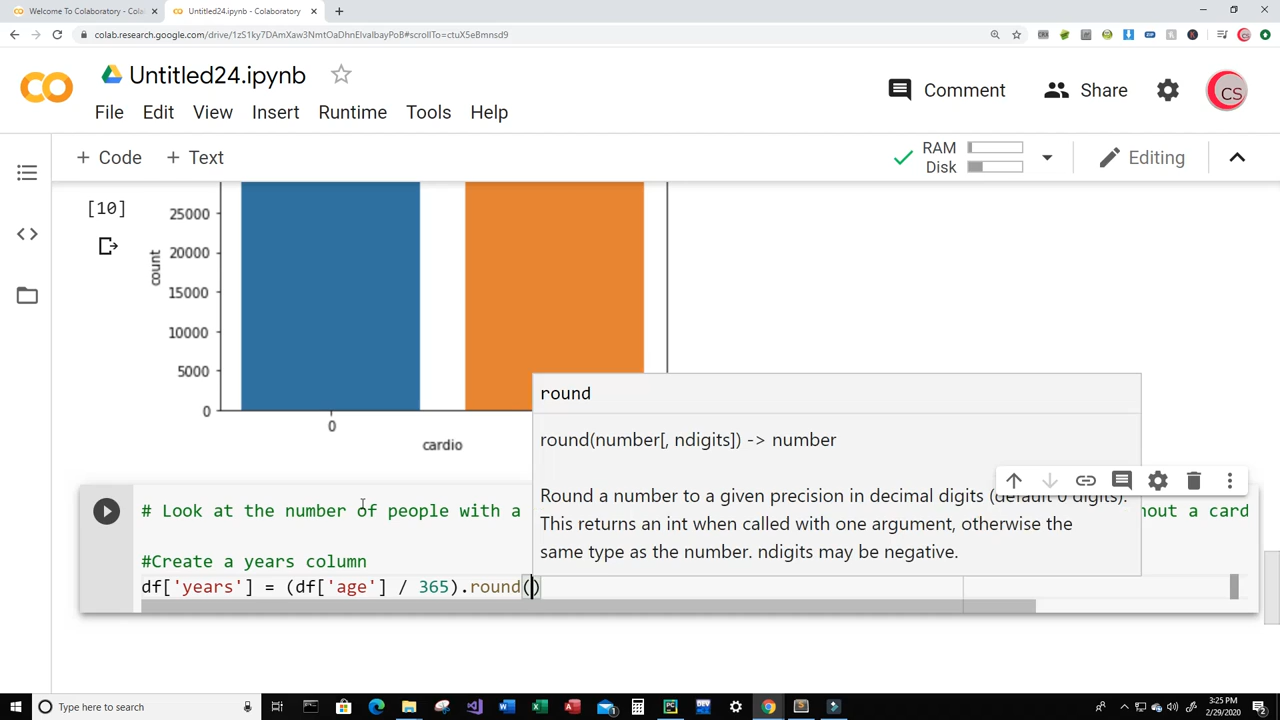 Welcome To Colaboratory - Colab
Untitled24.ipynb - Colaboratory
colab.research.google.com/drive/1zS1ky7DAmXaw3NmtOaDhnElvaIbayPoB#scrollTo=ctuX5eBmnsd9
Untitled24.ipynb
Comment
Share
CS
File Edit View Insert Runtime Tools Help
+ Code + Text
RAM
Disk
Editing
[10]
25000
20000
15000
10000
5000
0
count
0
cardio
round
round(number[, ndigits]) -> number
Round a number to a given precision in decimal digits (default 0 digits).
This returns an int when called with one argument, otherwise the
same type as the number. ndigits may be negative.
# Look at the number of people with a
hout a card
#Create a years column
df['years'] = (df['age'] / 365).round()
Type here to search
3:25 PM
2/29/2020